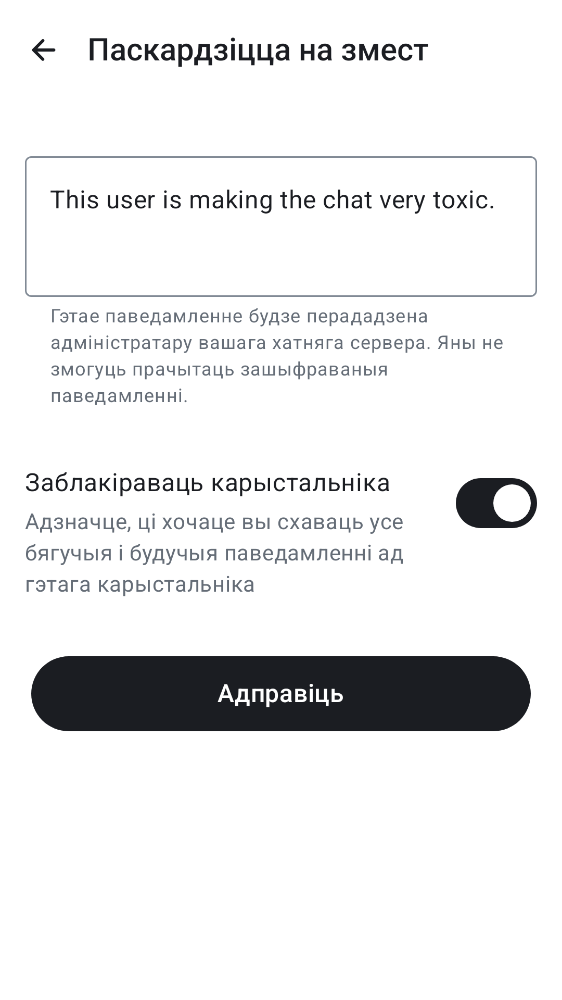 Паскардзіцца на змест
This user is making the chat very toxic.
Гэтае паведамленне будзе перададзена
адміністратару вашага хатняга сервера. Яны не
змогуць прачытаць зашыфраваныя
паведамленні.
Заблакіраваць карыстальніка
Адзначце, ці хочаце вы схаваць усе
бягучыя і будучыя паведамленні ад
гэтага карыстальніка
Адправіць